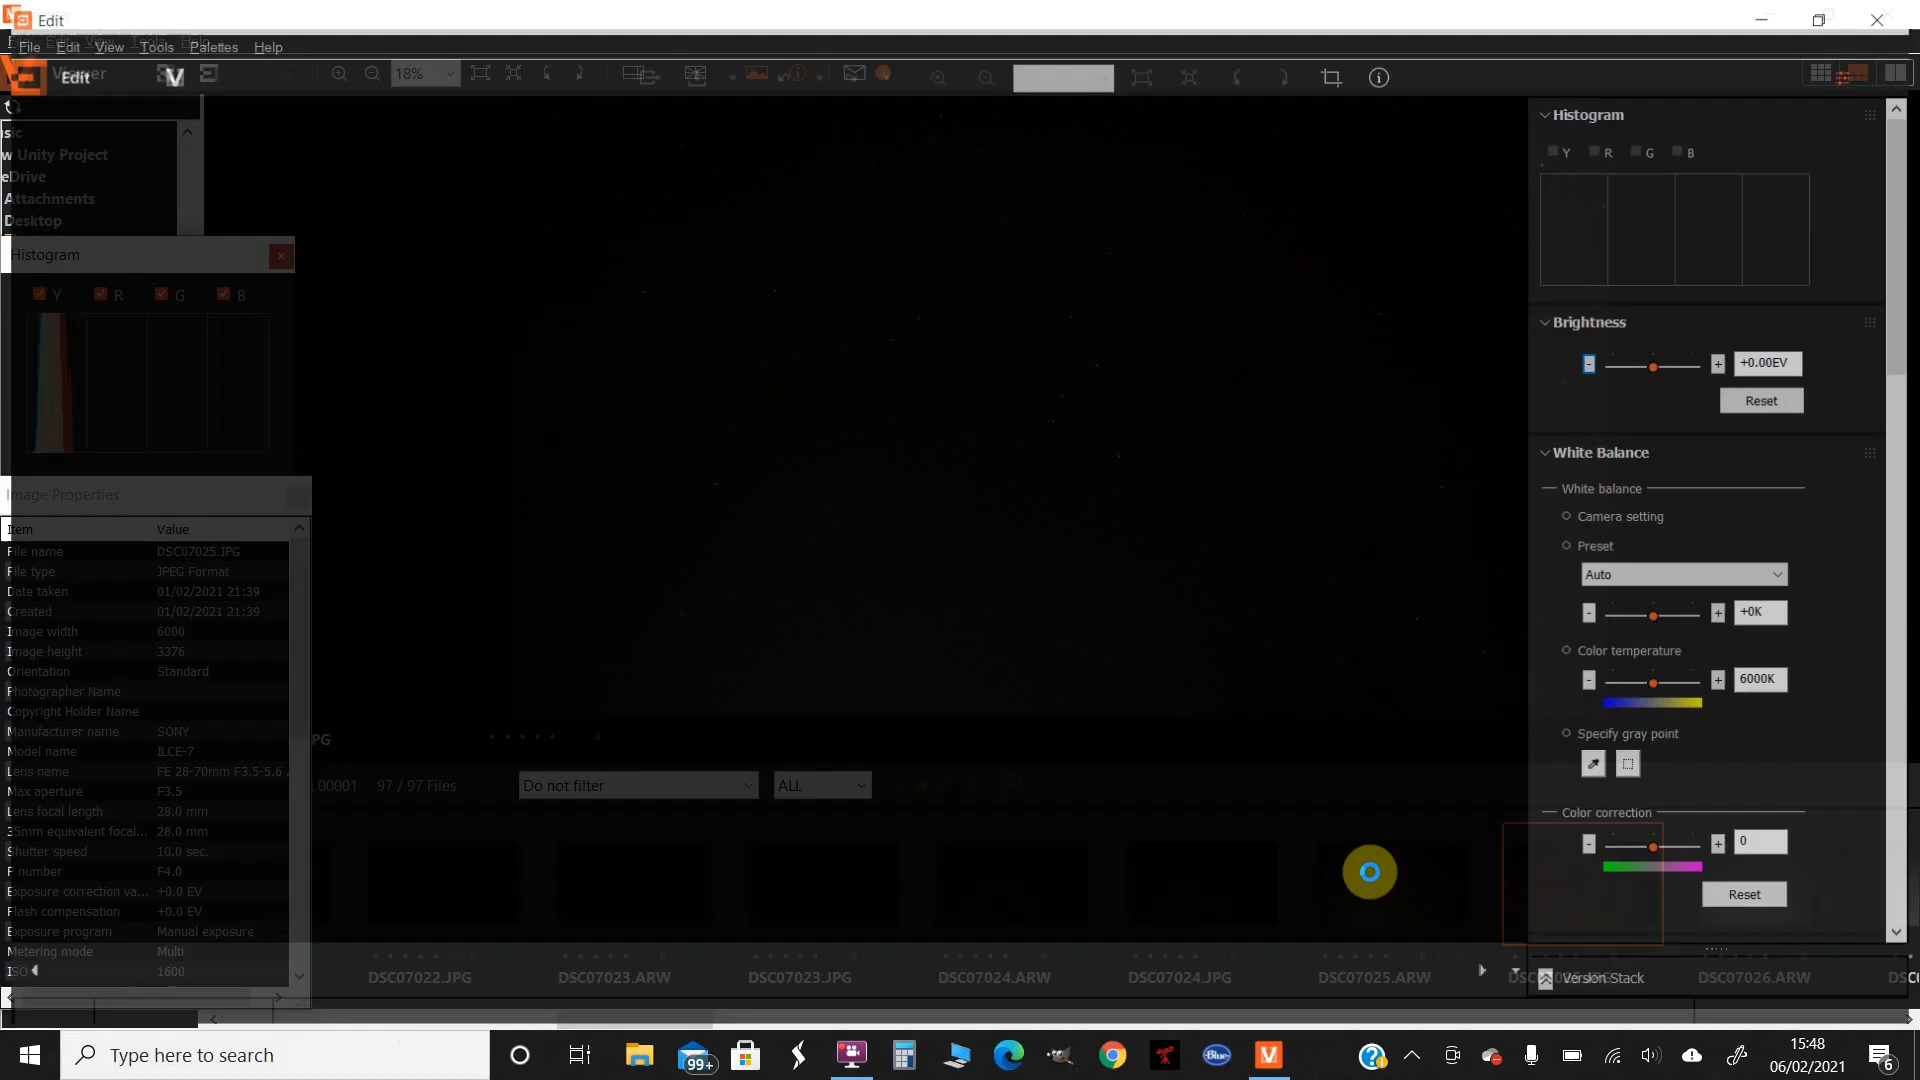 Edit
File Edit View Tools Palettes Help
Edit
Viewer
V
18%
w Unity Project
eDrive
Attachments
Desktop
Histogram
Y R G B
Image Properties
Item Value
File name DSC07025.JPG
File type JPEG Format
Date taken 01/02/2021 21:39
Created 01/02/2021 21:39
Image width 6000
Image height 3376
Orientation Standard
Photographer Name
Copyright Holder Name
Manufacturer name SONY
Model name ILCE-7
Lens name FE 28-70mm F3.5-5.6
Max aperture F3.5
Lens focal length 28.0 mm
35mm equivalent focal... 28.0 mm
Shutter speed 10.0 sec.
F number F4.0
Exposure correction va... +0.0 EV
Flash compensation +0.0 EV
Exposure program Manual exposure
Metering mode Multi
ISO 1600
PG
: 00001 97 / 97 Files
Do not filter
ALL
DSC07022.JPG
DSC07023.ARW
DSC07023.JPG
DSC07024.ARW
DSC07024.JPG
DSC07025.ARW
DSC07026.ARW
Histogram
Y R G B
Brightness
- + +0.00EV
Reset
White Balance
White balance
Camera setting
Preset
Auto
- + +0K
Color temperature
- + 6000K
Specify gray point
Color correction
- + 0
Reset
Version Stack
Type here to search
99+
Blue
V
15:48
06/02/2021
6